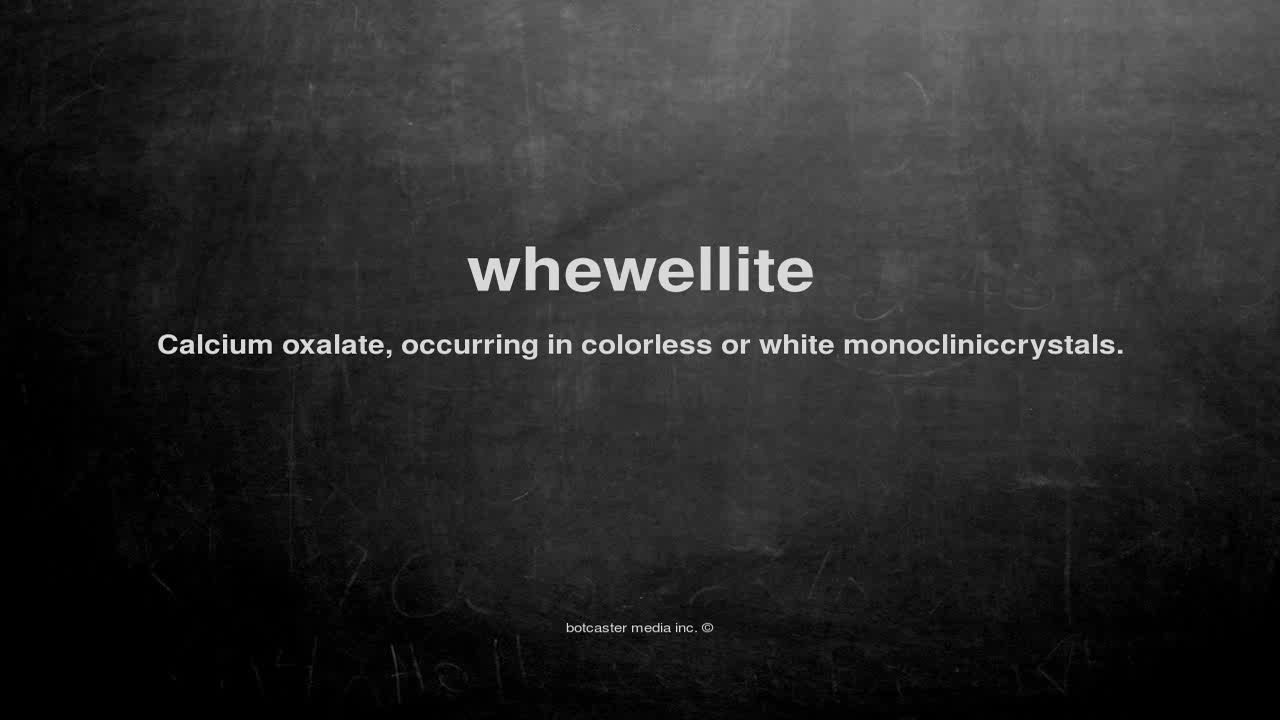 whewellite
Calcium oxalate, occurring in colorless or white monocliniccrystals.
botcaster media inc. ©